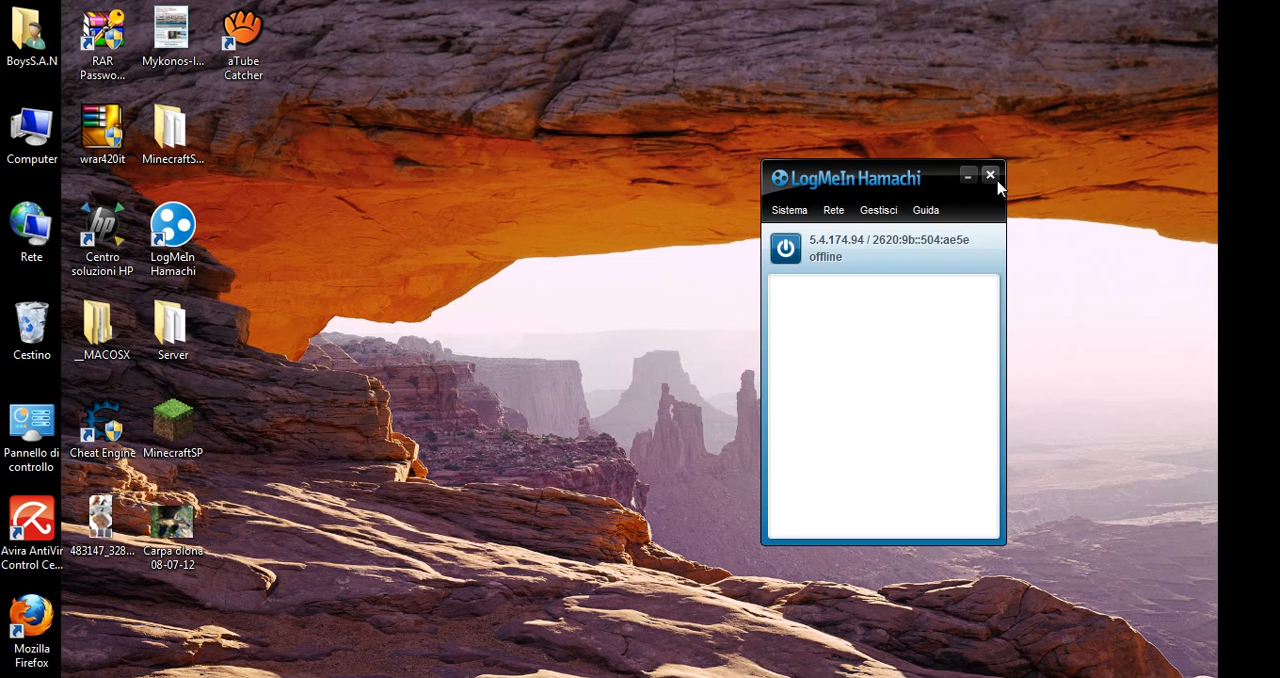 BoysS.A.N
RAR
Passwo...
Mykonos-I...
aTube
Catcher
Computer
wrar420it
MinecraftS...
Rete
Centro
soluzioni HP
LogMeIn
Hamachi
Cestino
__MACOSX
Server
Pannello di
controllo
Cheat Engine
MinecraftSP
Avira AntiVir
Control Ce...
483147_328...
Carpa olona
08-07-12
Mozilla
Firefox
LogMeIn Hamachi
Sistema Rete Gestisci Guida
5.4.174.94 / 2620:9b::504:ae5e
offline